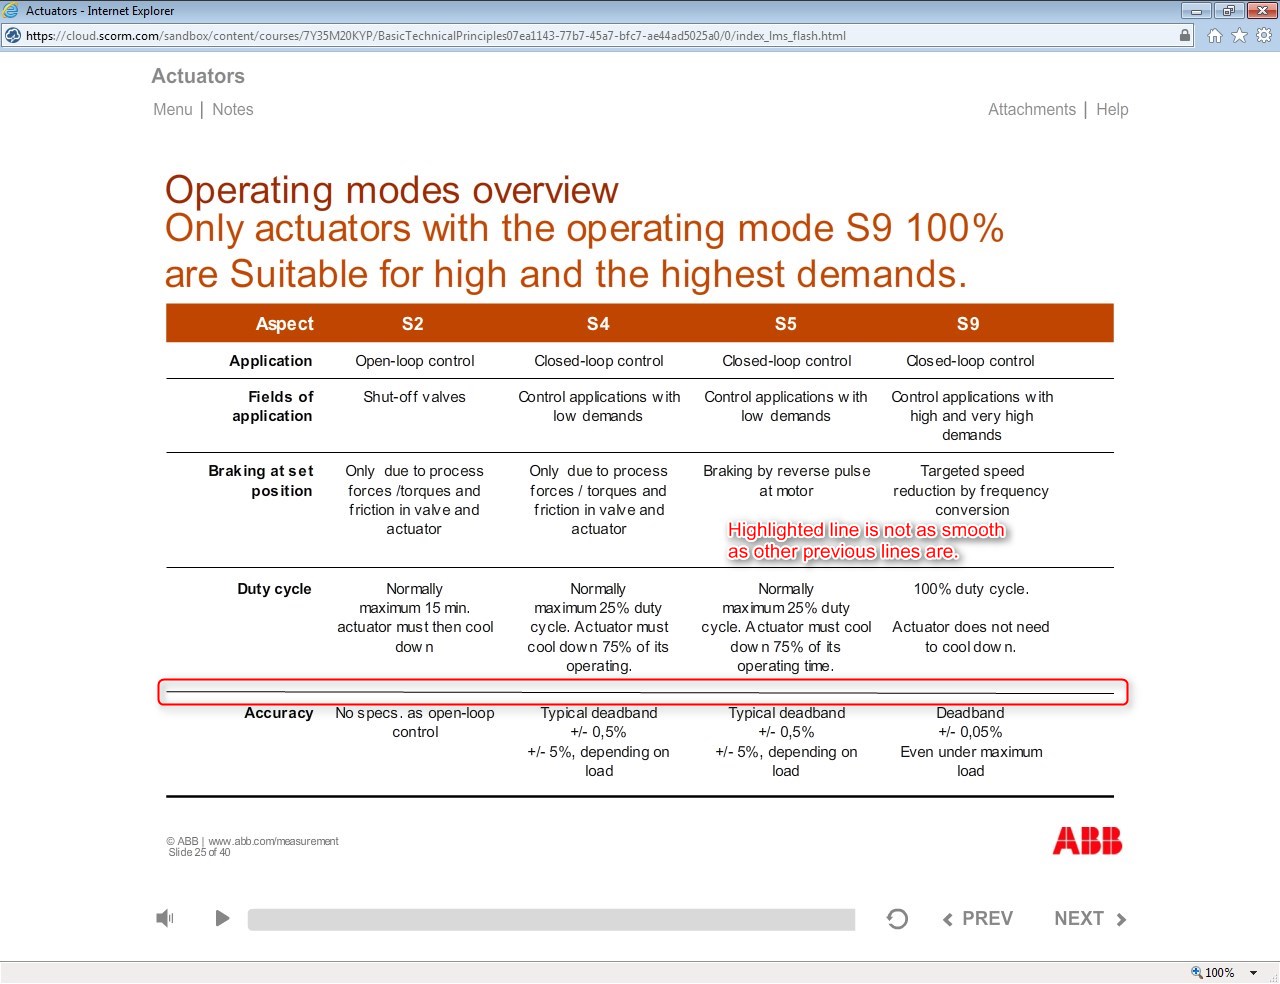 Actuators - Internet Explorer
https://cloud.scorm.com/sandbox/content/courses/7Y35M20KYP/BasicTechnicalPrinciples07ea1143-77b7-45a7-bfc7-ae44ad5025a0/0/index_lms_flash.html
Actuators
Menu | Notes
Attachments | Help
Operating modes overview
Only actuators with the operating mode S9 100%
are Suitable for high and the highest demands.
Aspect S2 S4 S5 S9
Application Open-loop control Closed-loop control Closed-loop control Closed-loop control
Fields of Shut-off valves Control applications with Control applications with Control applications with
application low demands low demands high and very high
demands
Braking at set Only due to process Only due to process Braking by reverse pulse Targeted speed
position forces /torques and forces / torques and at motor reduction by frequency
friction in valve and friction in valve and conversion
actuator actuator
Highlighted line is not as smooth
as other previous lines are.
Duty cycle Normally Normally Normally 100% duty cycle.
maximum 15 min. maximum 25% duty maximum 25% duty
actuator must then cool cycle. Actuator must cycle. Actuator must cool Actuator does not need
down cool down 75% of its down 75% of its to cool down.
operating. operating time.
Accuracy No specs. as open-loop Typical deadband Typical deadband Deadband
control +/- 0,5% +/- 0,5% +/- 0,05%
+/- 5%, depending on +/- 5%, depending on Even under maximum
load load load
© ABB | www.abb.com/measurement
Slide 25 of 40
ABB
PREV NEXT
100%